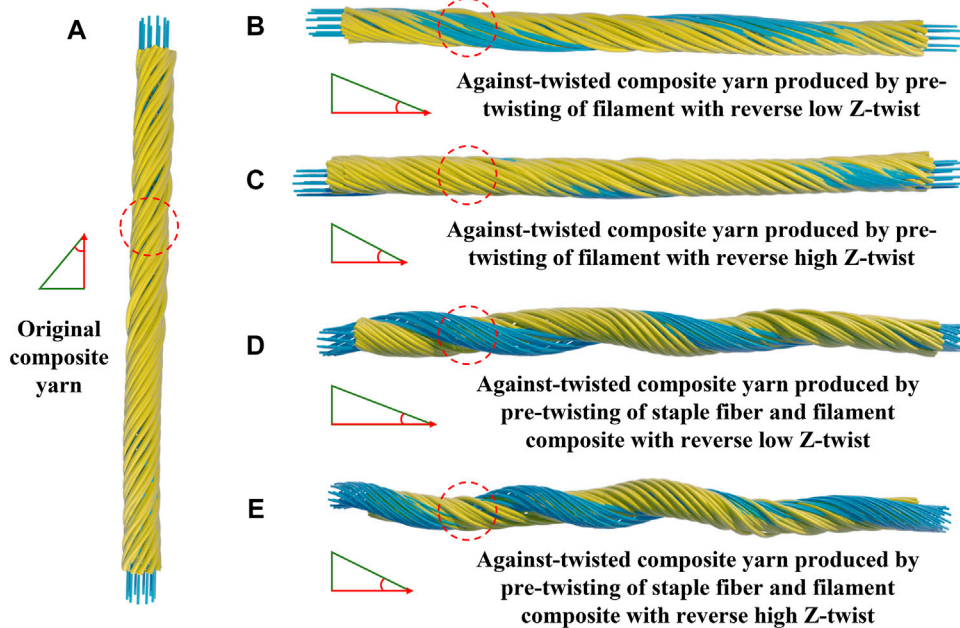 A
Original
composite
yarn
B
Against-twisted composite yarn produced by pre-
twisting of filament with reverse low Z-twist
C
Against-twisted composite yarn produced by pre-
twisting of filament with reverse high Z-twist
D
Against-twisted composite yarn produced by
pre-twisting of staple fiber and filament
composite with reverse low Z-twist
E
Against-twisted composite yarn produced by
pre-twisting of staple fiber and filament
composite with reverse high Z-twist